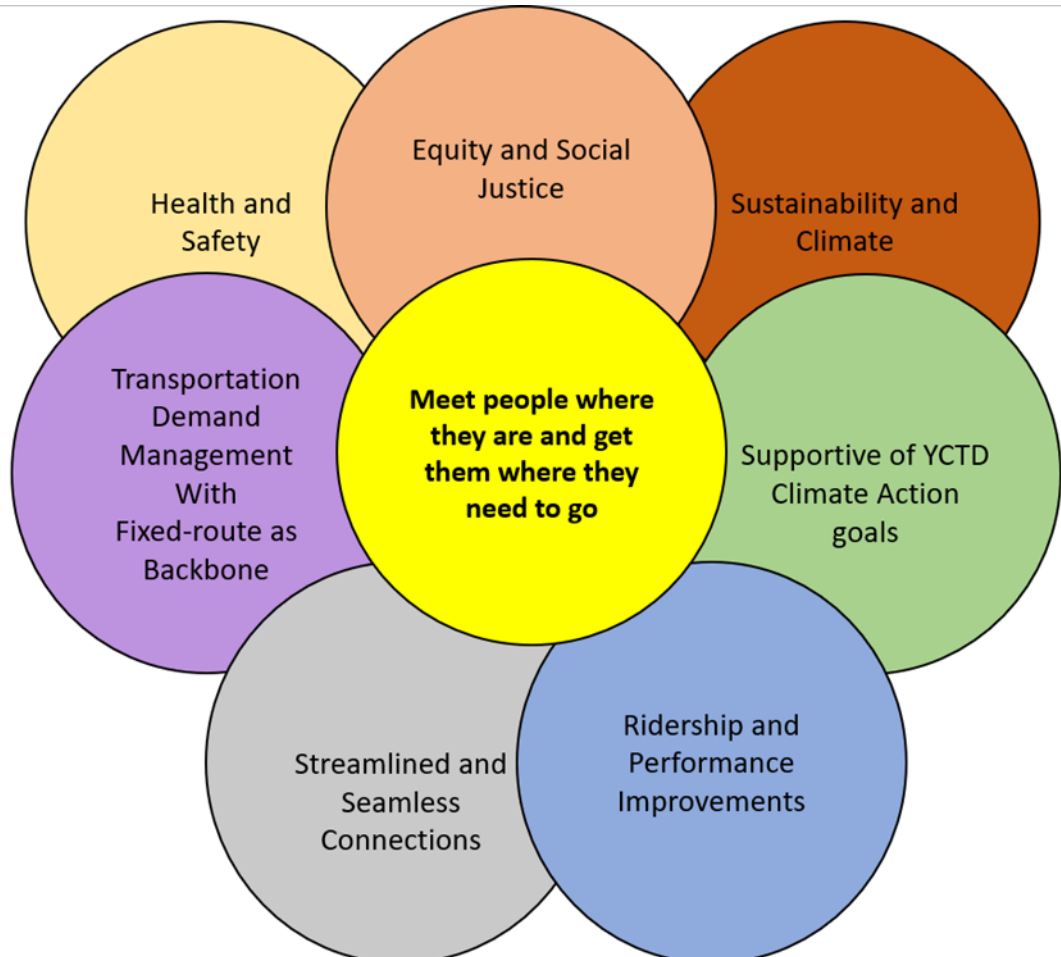 Equity and Social
Justice
Health and
Safety
Sustainability and
Climate
Transportation
Demand
Management
With
Fixed-route as
Backbone
Meet people where
they are and get
them where they
need to go
Supportive of YCTD
Climate Action
goals
Streamlined and
Seamless
Connections
Ridership and
Performance
Improvements